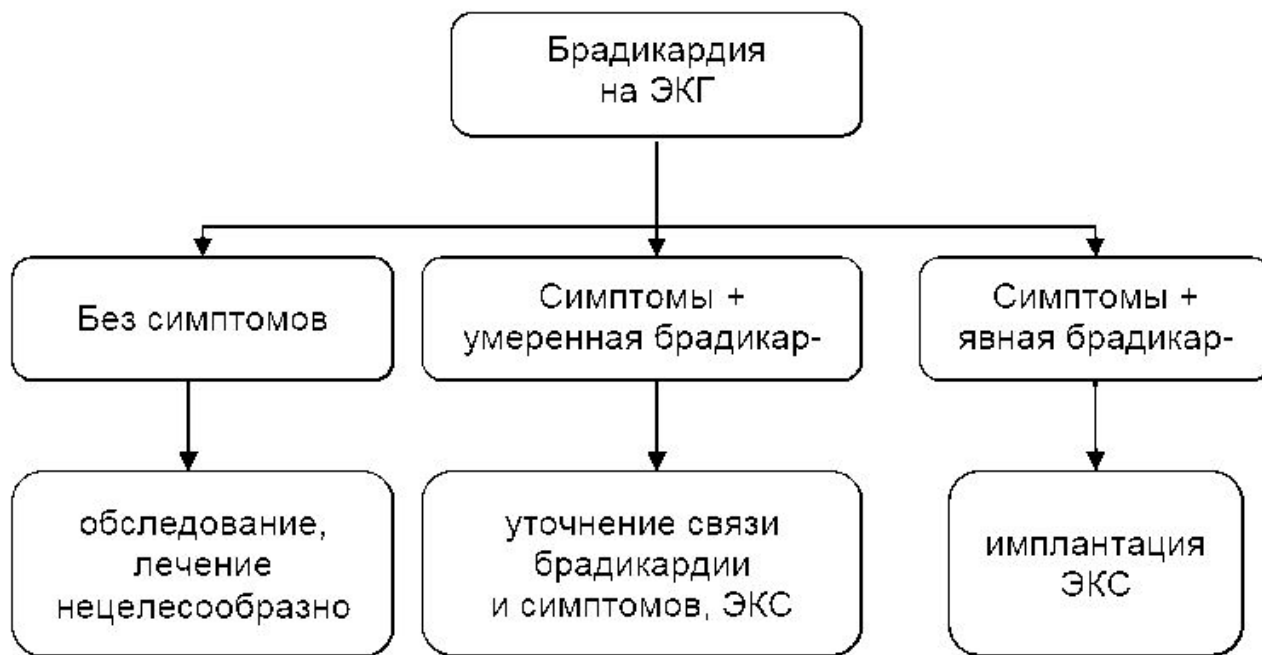 Брадикардия
на ЭКГ
Без симптомов
Симптомы +
умеренная брадикар-
Симптомы +
явная брадикар-
обследование,
лечение
нецелесообразно
уточнение связи
брадикардии
и симптомов, ЭКС
имплантация
ЭКС